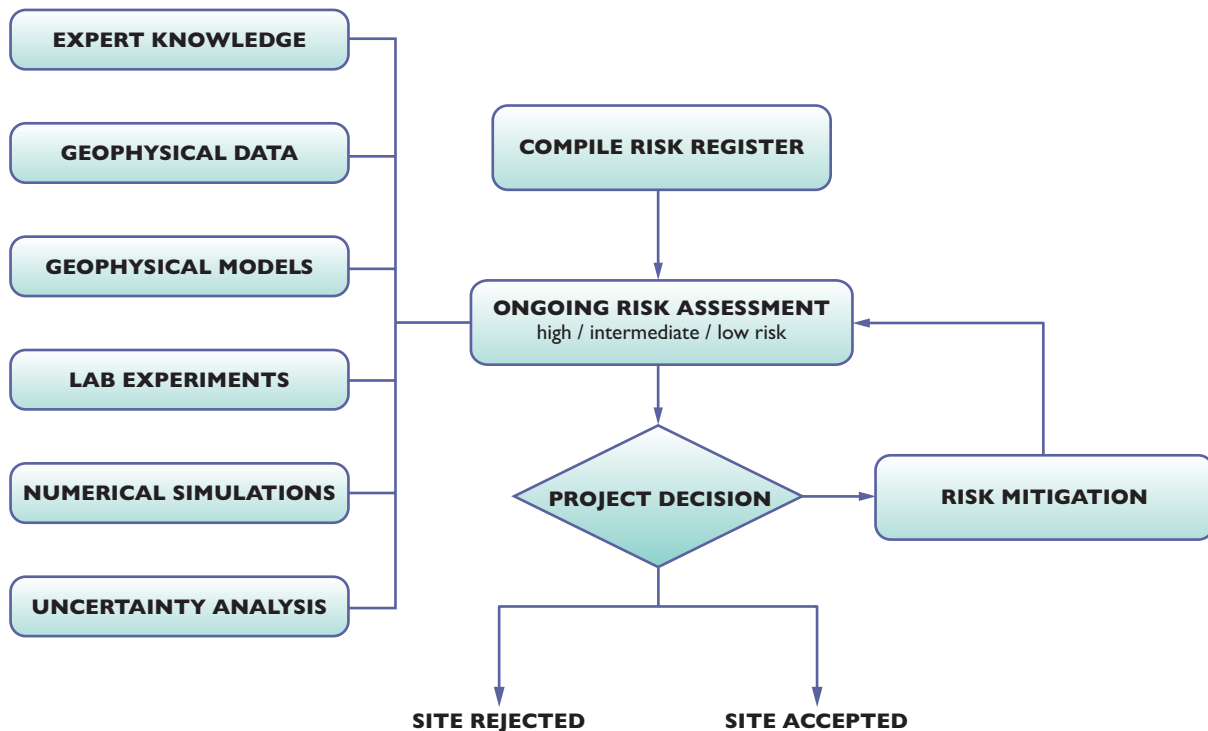 EXPERT KNOWLEDGE
GEOPHYSICAL DATA
GEOPHYSICAL MODELS
LAB EXPERIMENTS
NUMERICAL SIMULATIONS
UNCERTAINTY ANALYSIS
COMPILE RISK REGISTER
ONGOING RISK ASSESSMENT
high / intermediate / low risk
PROJECT DECISION
RISK MITIGATION
SITE REJECTED
SITE ACCEPTED